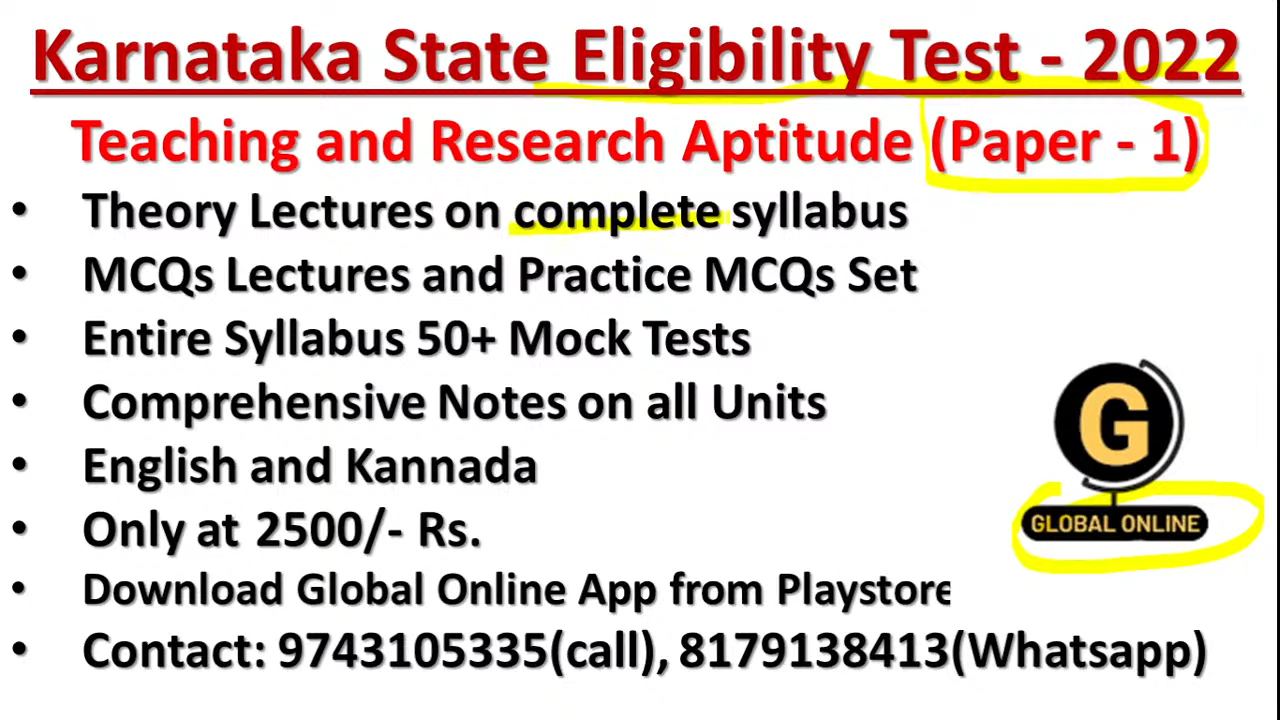 Karnataka State Eligibility Test - 2022
Teaching and Research Aptitude (Paper - 1)
• Theory Lectures on complete syllabus
• MCQs Lectures and Practice MCQs Set
• Entire Syllabus 50+ Mock Tests
• Comprehensive Notes on all Units
• English and Kannada
• Only at 2500/- Rs.
• Download Global Online App from Playstore
• Contact: 9743105335(call), 8179138413(Whatsapp)
G
GLOBAL ONLINE